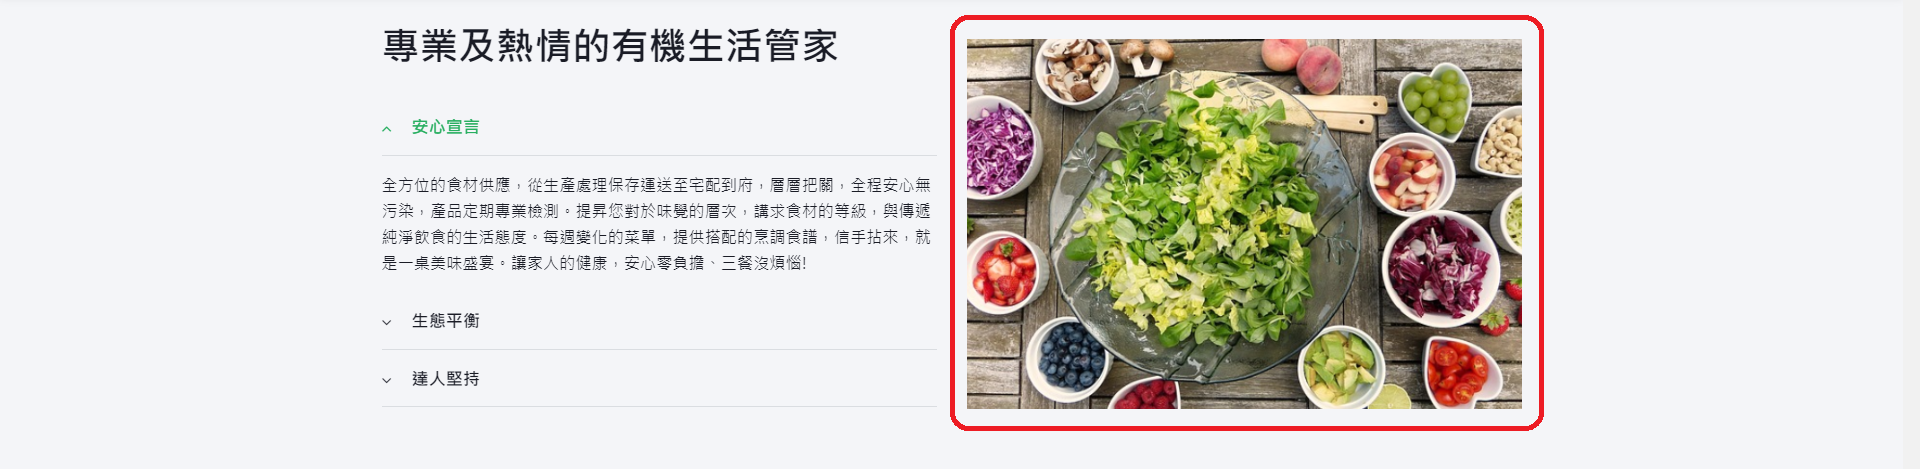 專業及熱情的有機生活管家
安心宣言
全方位的食材供應，從生產處理保存運送至宅配到府，層層把關，全程安心無
污染，產品定期專業檢測。提昇您對於味覺的層次，講求食材的等級，與傳遞
純淨飲食的生活態度。每週變化的菜單，提供搭配的烹調食譜，信手拈來，就
是一桌美味盛宴。讓家人的健康，安心零負擔、三餐沒煩惱!
生態平衡
達人堅持